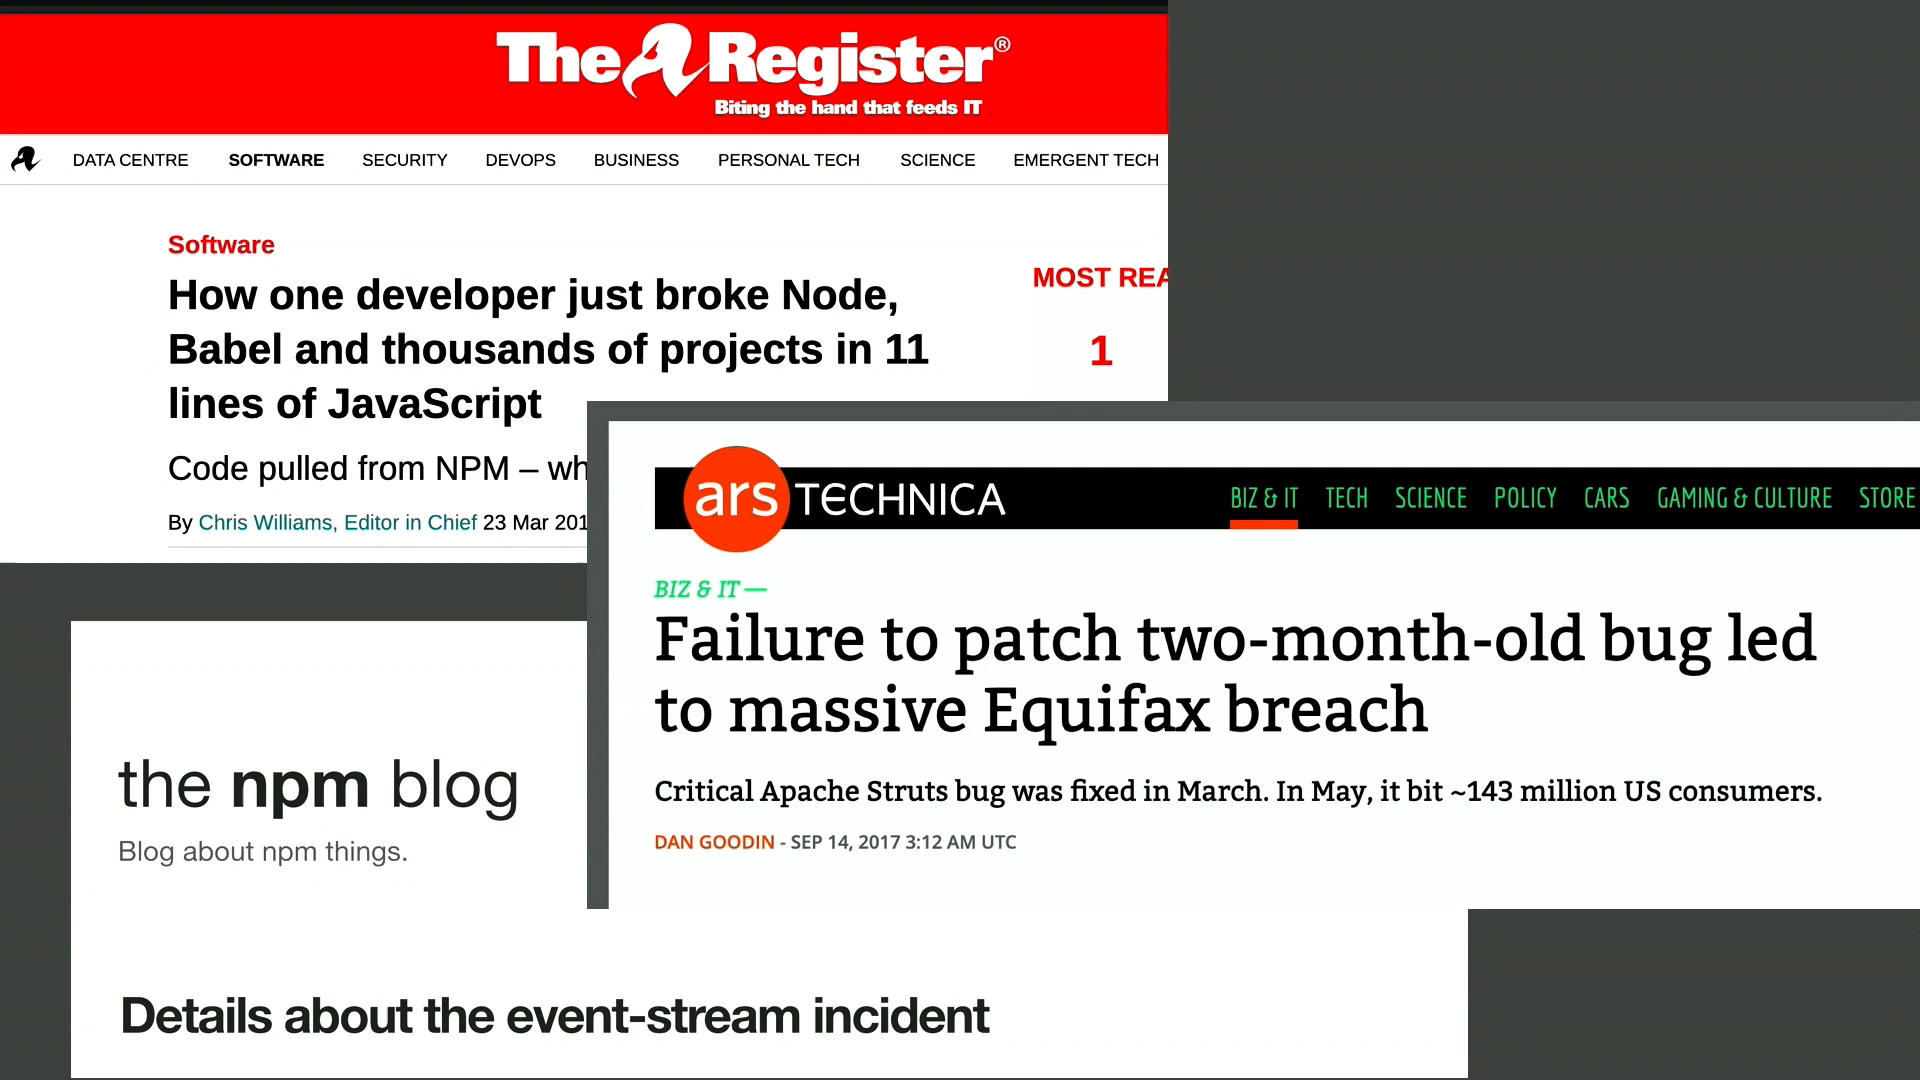 The Register®
Biting the hand that feeds IT
DATA CENTRE SOFTWARE SECURITY DEVOPS BUSINESS PERSONAL TECH SCIENCE EMERGENT TECH
Software
How one developer just broke Node,
Babel and thousands of projects in 11
lines of JavaScript
Code pulled from NPM – wh
By Chris Williams, Editor in Chief 23 Mar 201
MOST REA
1
ars TECHNICA
BIZ & IT TECH SCIENCE POLICY CARS GAMING & CULTURE STORE
BIZ & IT —
Failure to patch two-month-old bug led
to massive Equifax breach
Critical Apache Struts bug was fixed in March. In May, it bit ~143 million US consumers.
DAN GOODIN - SEP 14, 2017 3:12 AM UTC
the npm blog
Blog about npm things.
Details about the event-stream incident